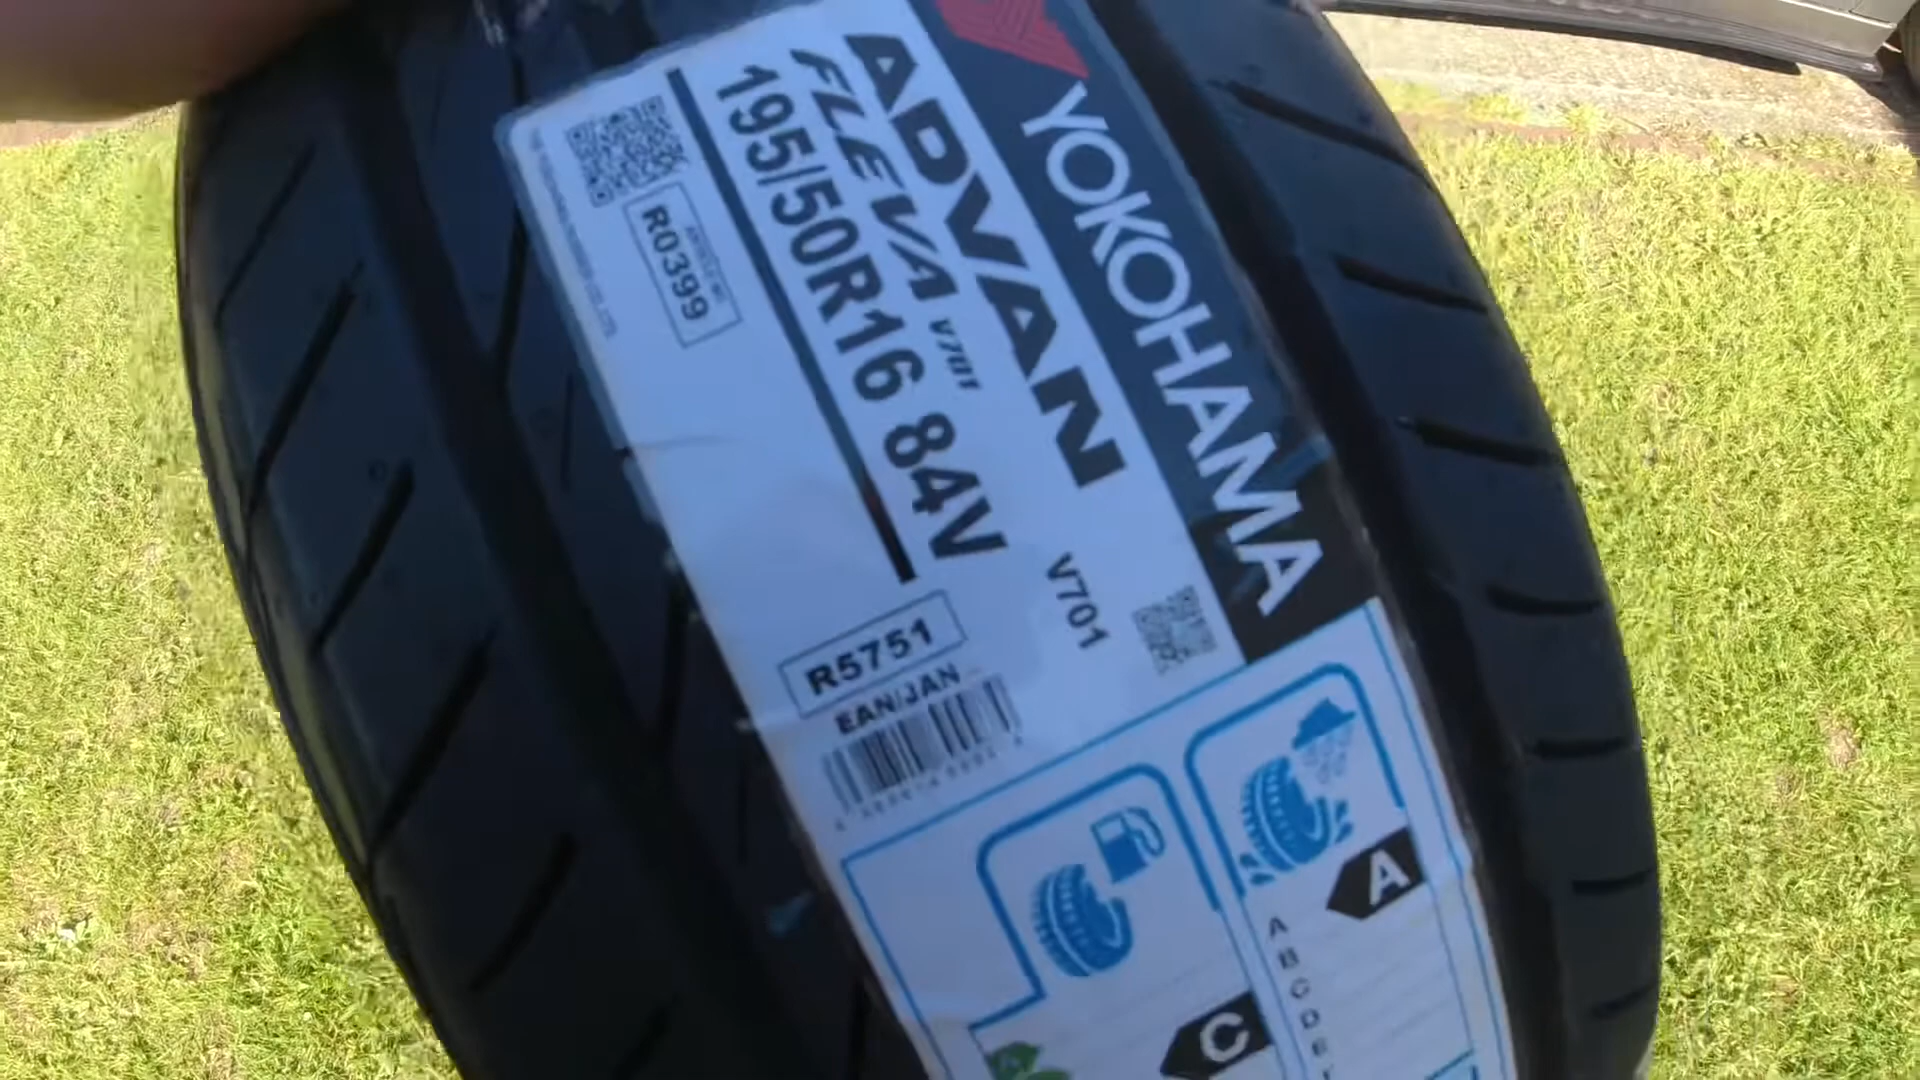 YOKOHAMA
ADVAN
FLEVA V701
195/50R16 84V
R0399
V701
R5751
EAN/JAN
A
A
B
C
D
E
C